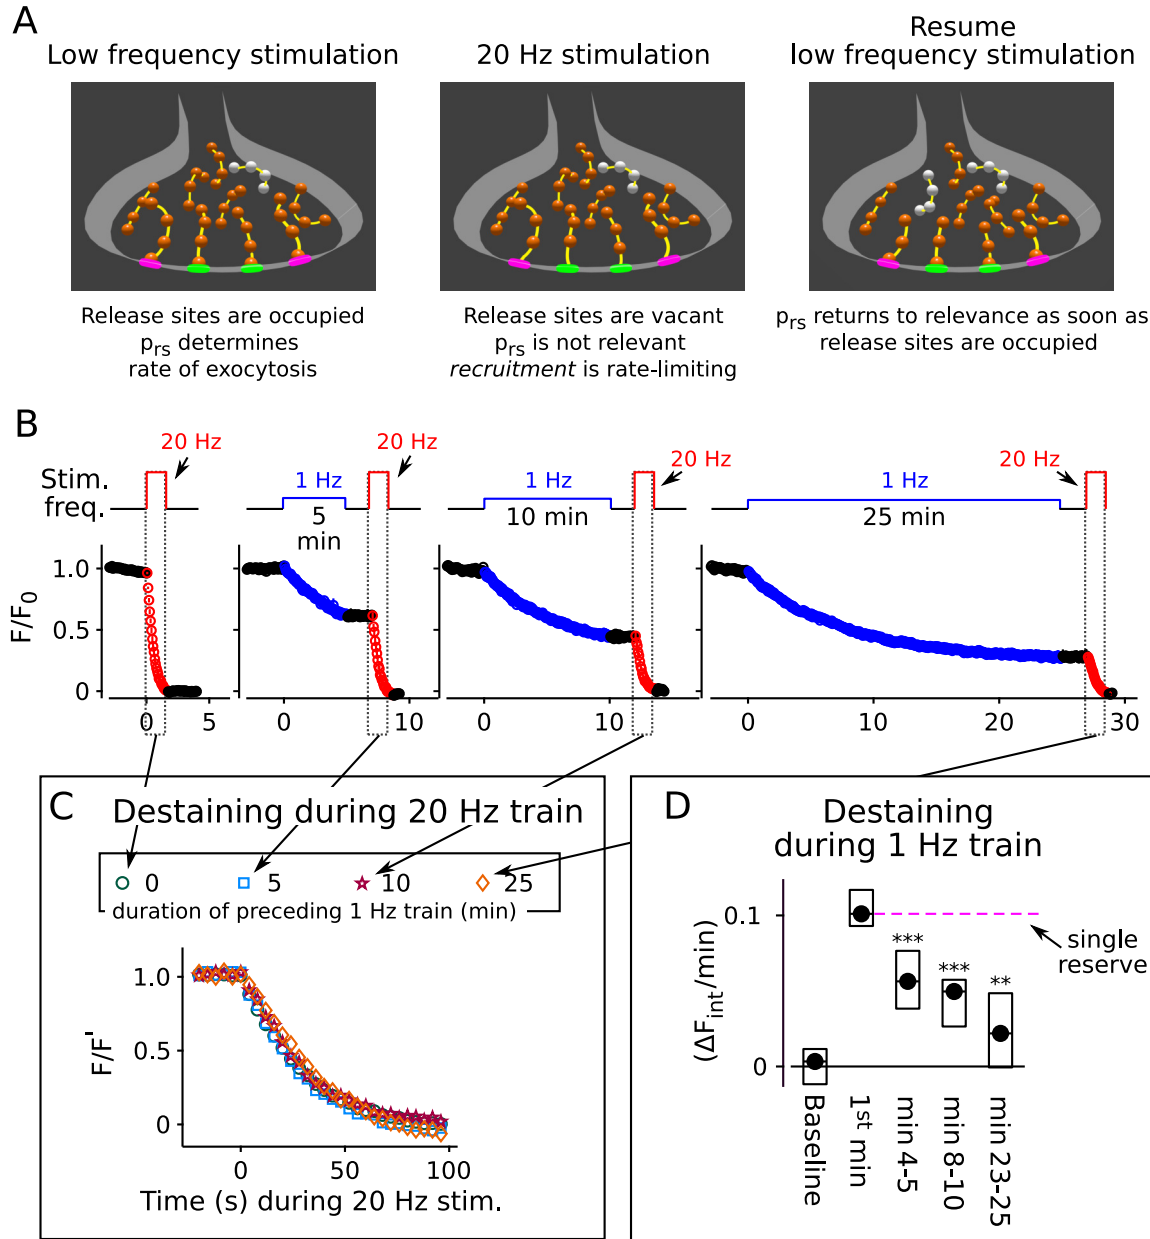 A
Low frequency stimulation
20 Hz stimulation
Resume
low frequency stimulation
Release sites are occupied
prs determines
rate of exocytosis
Release sites are vacant
prs is not relevant
recruitment is rate-limiting
prs returns to relevance as soon as
release sites are occupied
B
Stim.
freq.
20 Hz
1 Hz
5
min
20 Hz
1 Hz
10 min
20 Hz
1 Hz
25 min
20 Hz
F/F0
1.0
0.5
0
0 5
0 10
0 10
0 10 20 30
C
Destaining during 20 Hz train
0 5 10 25
duration of preceding 1 Hz train (min)
F/F'
1.0
0.5
0
0 50 100
Time (s) during 20 Hz stim.
D
Destaining
during 1 Hz train
(ΔFint/min)
0.1
0
single
reserve
***
***
**
Baseline
1st min
min 4-5
min 8-10
min 23-25